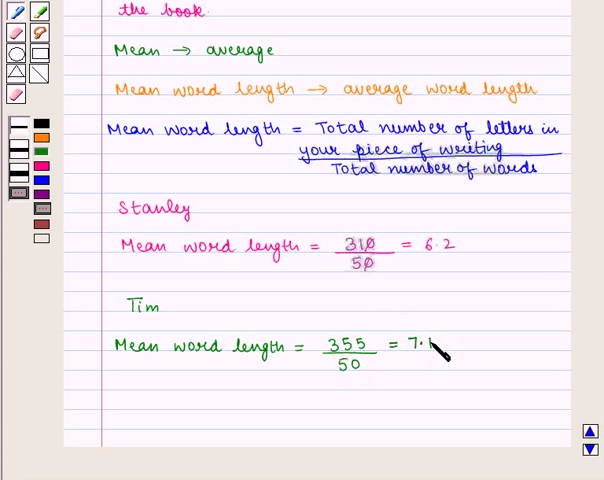 the book.
Mean → average
Mean word length → average word length
Mean word length = Total number of letters in
your piece of writing
Total number of words
Stanley
Mean word length = 310 = 6.2
50
Tim
Mean word length = 355 = 7.
50